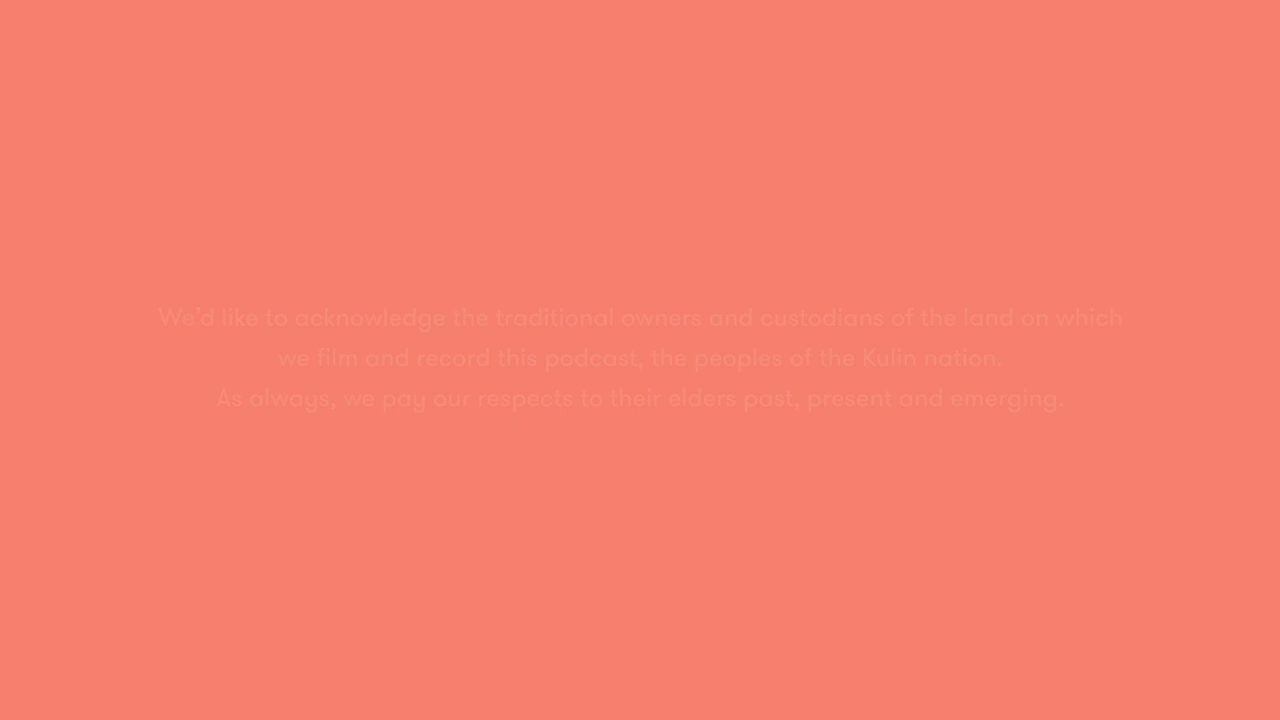 We'd like to acknowledge the traditional owners and custodians of the land on which
we film and record this podcast, the peoples of the Kulin nation.
As always, we pay our respects to their elders past, present and emerging.